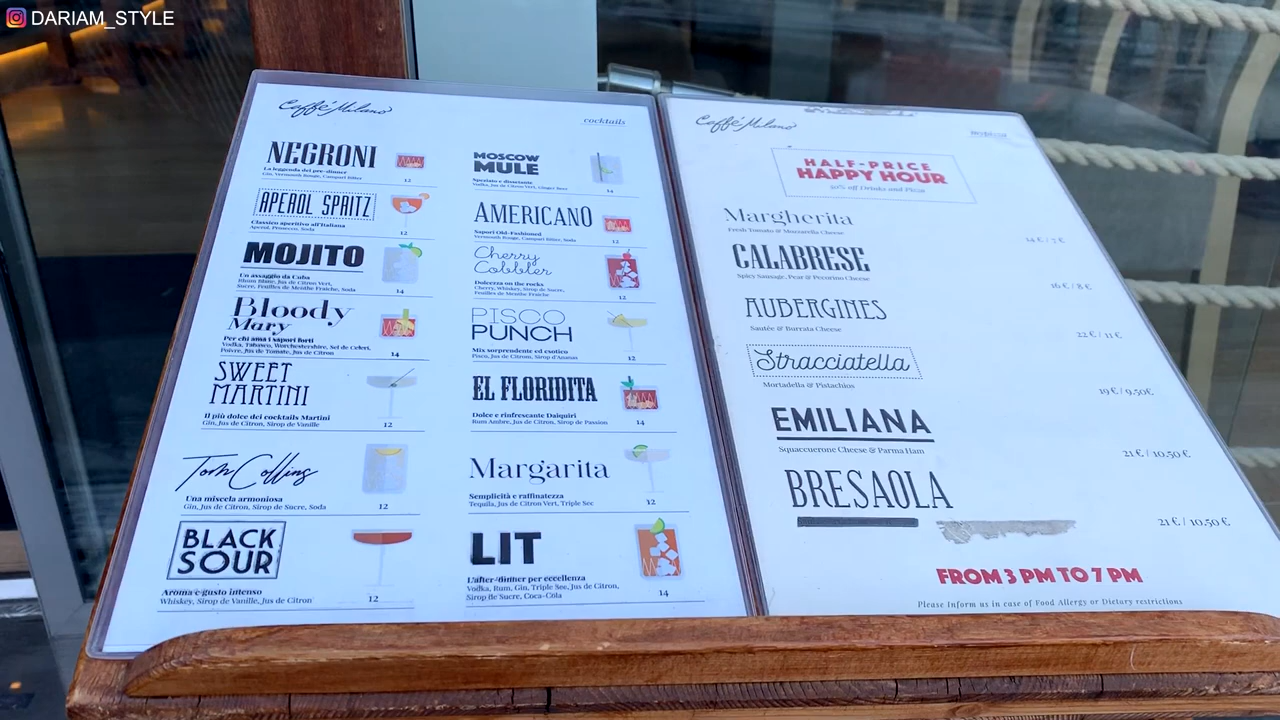 DARIAM_STYLE
Caffè Milano
cocktails
NEGRONI
La leggenda dei pre-dinner
Gin, Vermouth Rouge, Campari Bitter
12
APEROL SPRITZ
Classico aperitivo all'Italiana
Aperol, Prosecco, Soda
12
MOJITO
Un assaggio da Cuba
Rhum Blanc, Jus de Citron Vert,
Sucre, Feuilles de Menthe Fraîche, Soda
14
Bloody
Mary
Per chi ama i sapori forti
Vodka, Tabasco, Worchestershire, Sel de Celeri,
Poivre, Jus de Tomate, Jus de Citron
14
SWEET
MARTINI
Il più dolce dei cocktails Martini
Gin, Jus de Citron, Sirop de Vanille
12
Tom Collins
Una miscela armoniosa
Gin, Jus de Citron, Sirop de Sucre, Soda
12
BLACK
SOUR
Aroma e gusto intenso
Whiskey, Sirop de Vanille, Jus de Citron
12
MOSCOW
MULE
Speziato e dissetante
Vodka, Jus de Citron Vert, Ginger Beer
14
AMERICANO
Sapori Old-Fashioned
Vermouth Rouge, Campari Bitter, Soda
12
Cherry
Cobbler
Dolcezza on the rocks
Cherry, Whiskey, Sirop de Sucre,
Feuilles de Menthe Fraîche
12
PISCO
PUNCH
Mix sorprendente ed esotico
Pisco, Jus de Citron, Sirop d'Ananas
12
EL FLORIDITA
Dolce e rinfrescante Daiquiri
Rum Ambre, Jus de Citron, Sirop de Passion
14
Margarita
Semplicità e raffinatezza
Tequila, Jus de Citron Vert, Triple Sec
12
LIT
L'after-dinner per eccellenza
Vodka, Rum, Gin, Triple Sec, Jus de Citron,
Sirop de Sucre, Coca-Cola
14
Caffè Milano
HALF-PRICE
HAPPY HOUR
50% off Drinks and Pizza
Margherita
Fresh Tomato & Mozzarella Cheese
14 € / 7 €
CALABRESE
Spicy Sausage, Pear & Pecorino Cheese
16 € / 8 €
AUBERGINES
Sautée & Burrata Cheese
22 € / 11 €
Stracciatella
Mortadella & Pistachios
19 € / 9,50€
EMILIANA
Squaccuerone Cheese & Parma Ham
21 € / 10,50 €
BRESAOLA
21 € / 10,50 €
FROM 3 PM TO 7 PM
Please Inform us in case of Food Allergy or Dietary restrictions